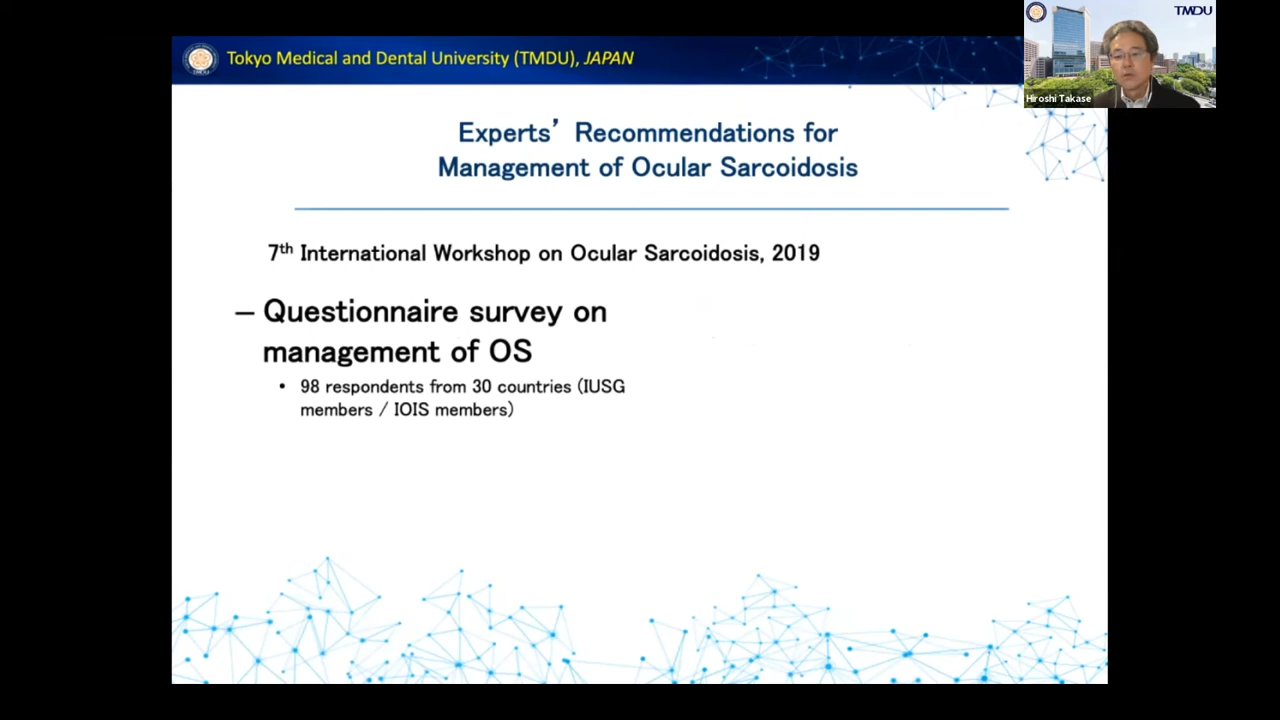 Tokyo Medical and Dental University (TMDU), JAPAN
TMDU
Hiroshi Takase
Experts’ Recommendations for
Management of Ocular Sarcoidosis
7th International Workshop on Ocular Sarcoidosis, 2019
– Questionnaire survey on
management of OS
• 98 respondents from 30 countries (IUSG
members / IOIS members)